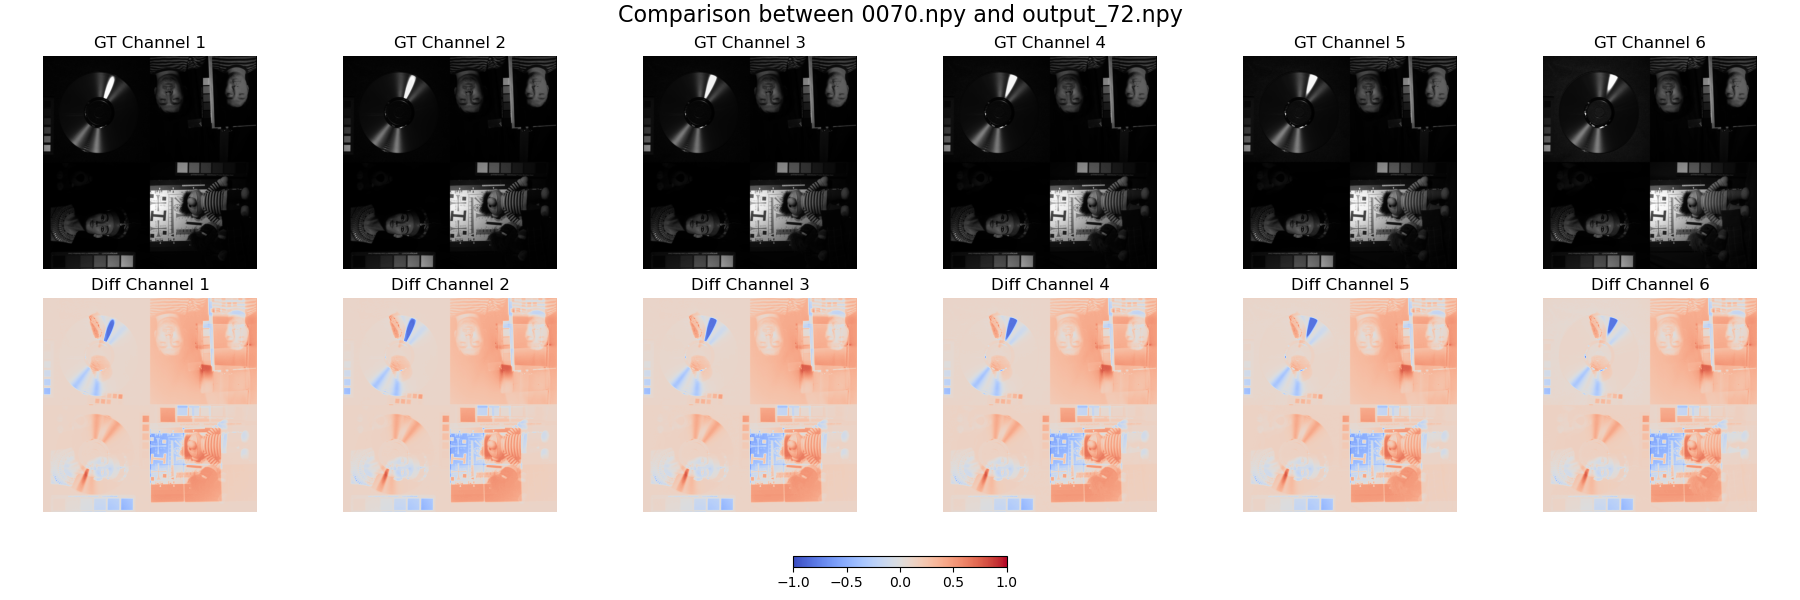 Comparison between 0070.npy and output_72.npy
GT Channel 1
GT Channel 2
GT Channel 3
GT Channel 4
GT Channel 5
GT Channel 6
Diff Channel 1
Diff Channel 2
Diff Channel 3
Diff Channel 4
Diff Channel 5
Diff Channel 6
−1.0 −0.5 0.0 0.5 1.0